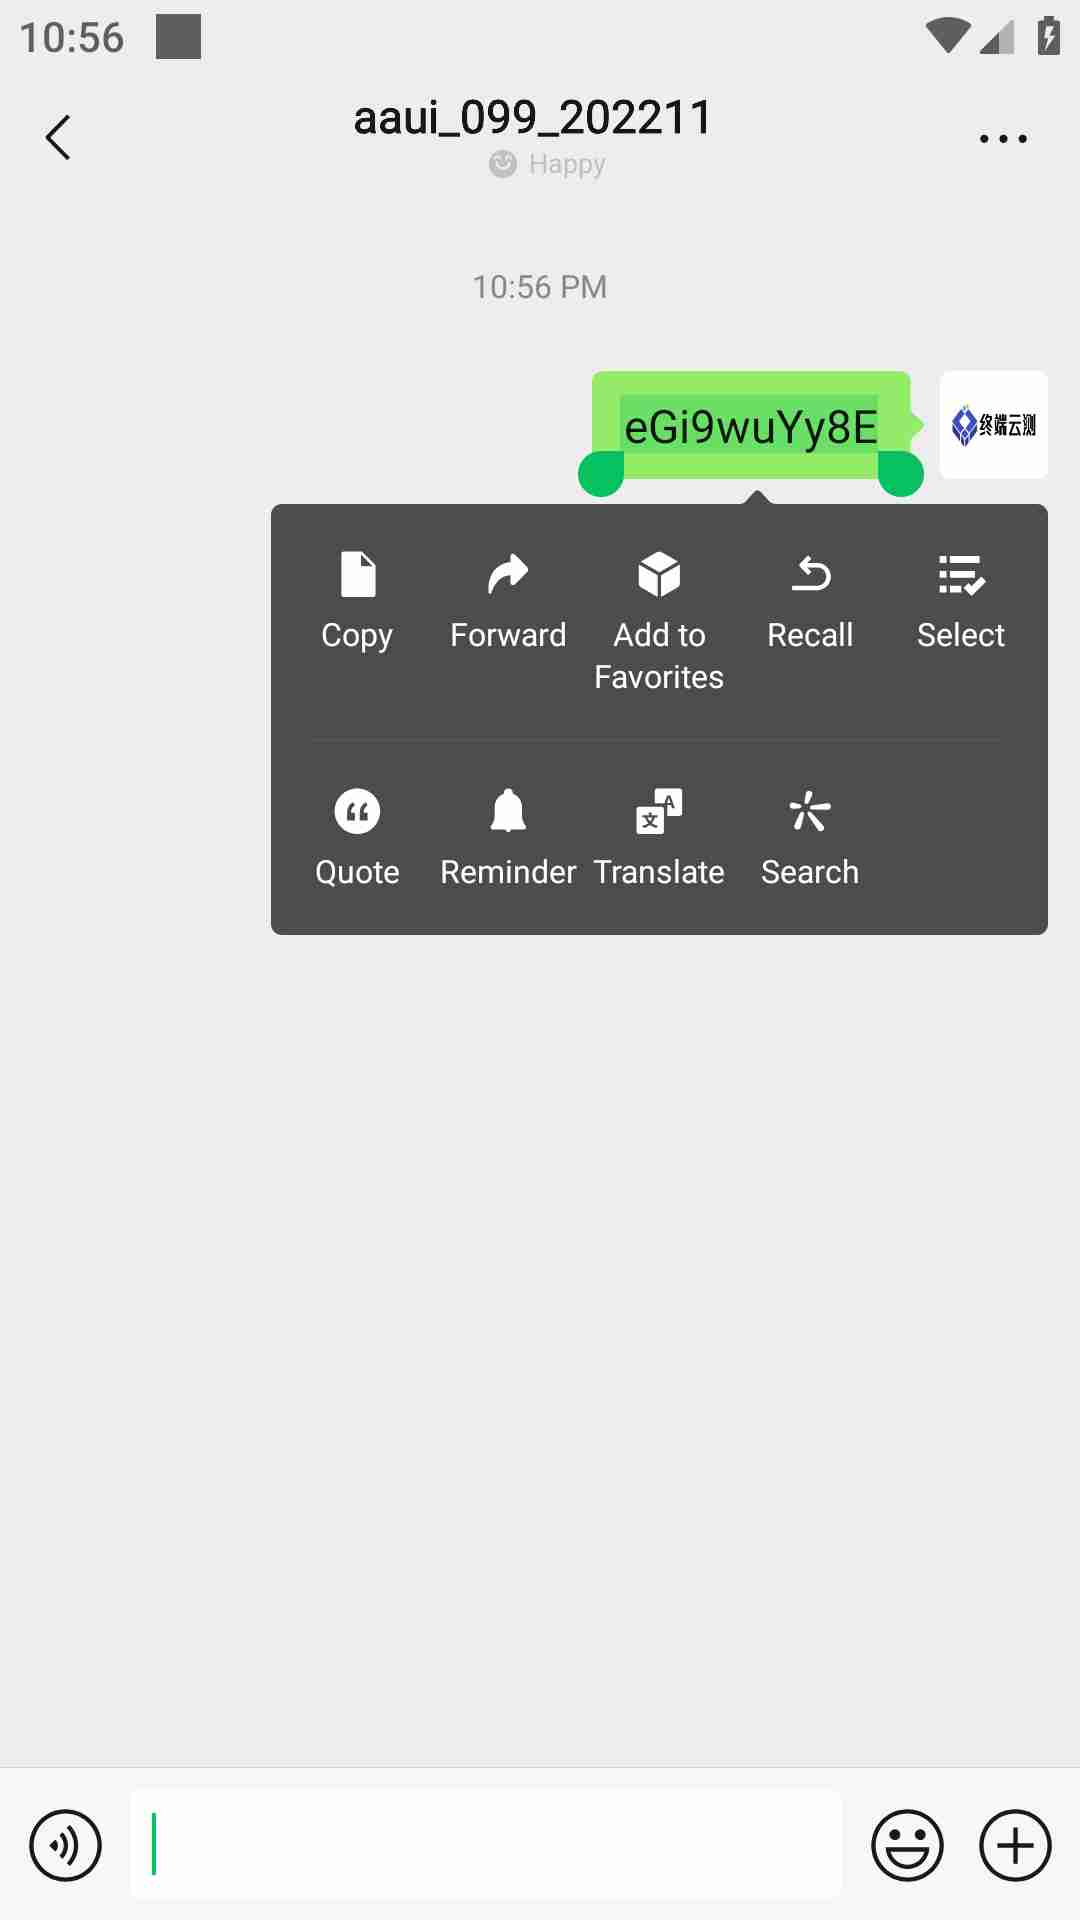 10:56
aaui_099_202211
Happy
10:56 PM
eGi9wuYy8E
终端云测
Copy
Forward
Add to
Favorites
Recall
Select
Quote
Reminder
Translate
Search